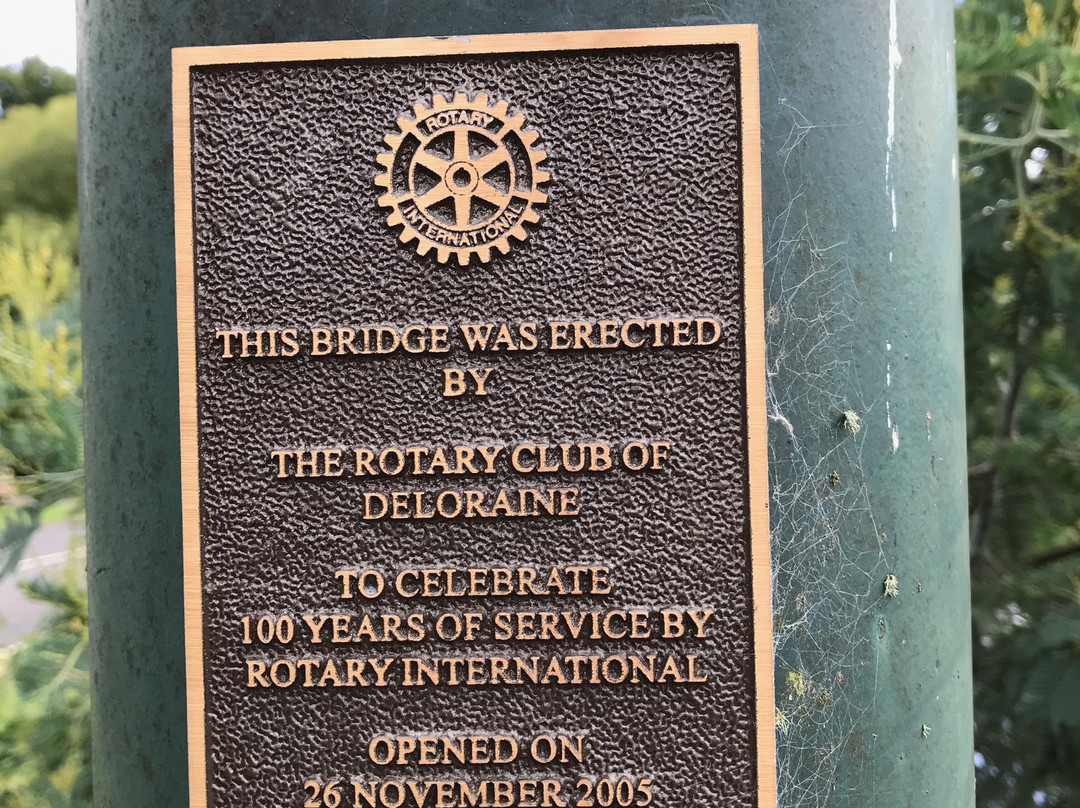 ROTARY
INTERNATIONAL
THIS BRIDGE WAS ERECTED
BY
THE ROTARY CLUB OF
DELORAINE
TO CELEBRATE
100 YEARS OF SERVICE BY
ROTARY INTERNATIONAL
OPENED ON
26 NOVEMBER 2005